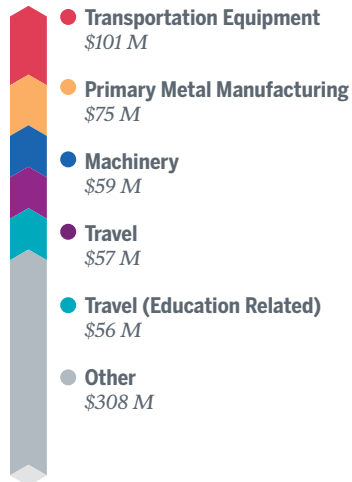 Transportation Equipment
$101 M
Primary Metal Manufacturing
$75 M
Machinery
$59 M
Travel
$57 M
Travel (Education Related)
$56 M
Other
$308 M